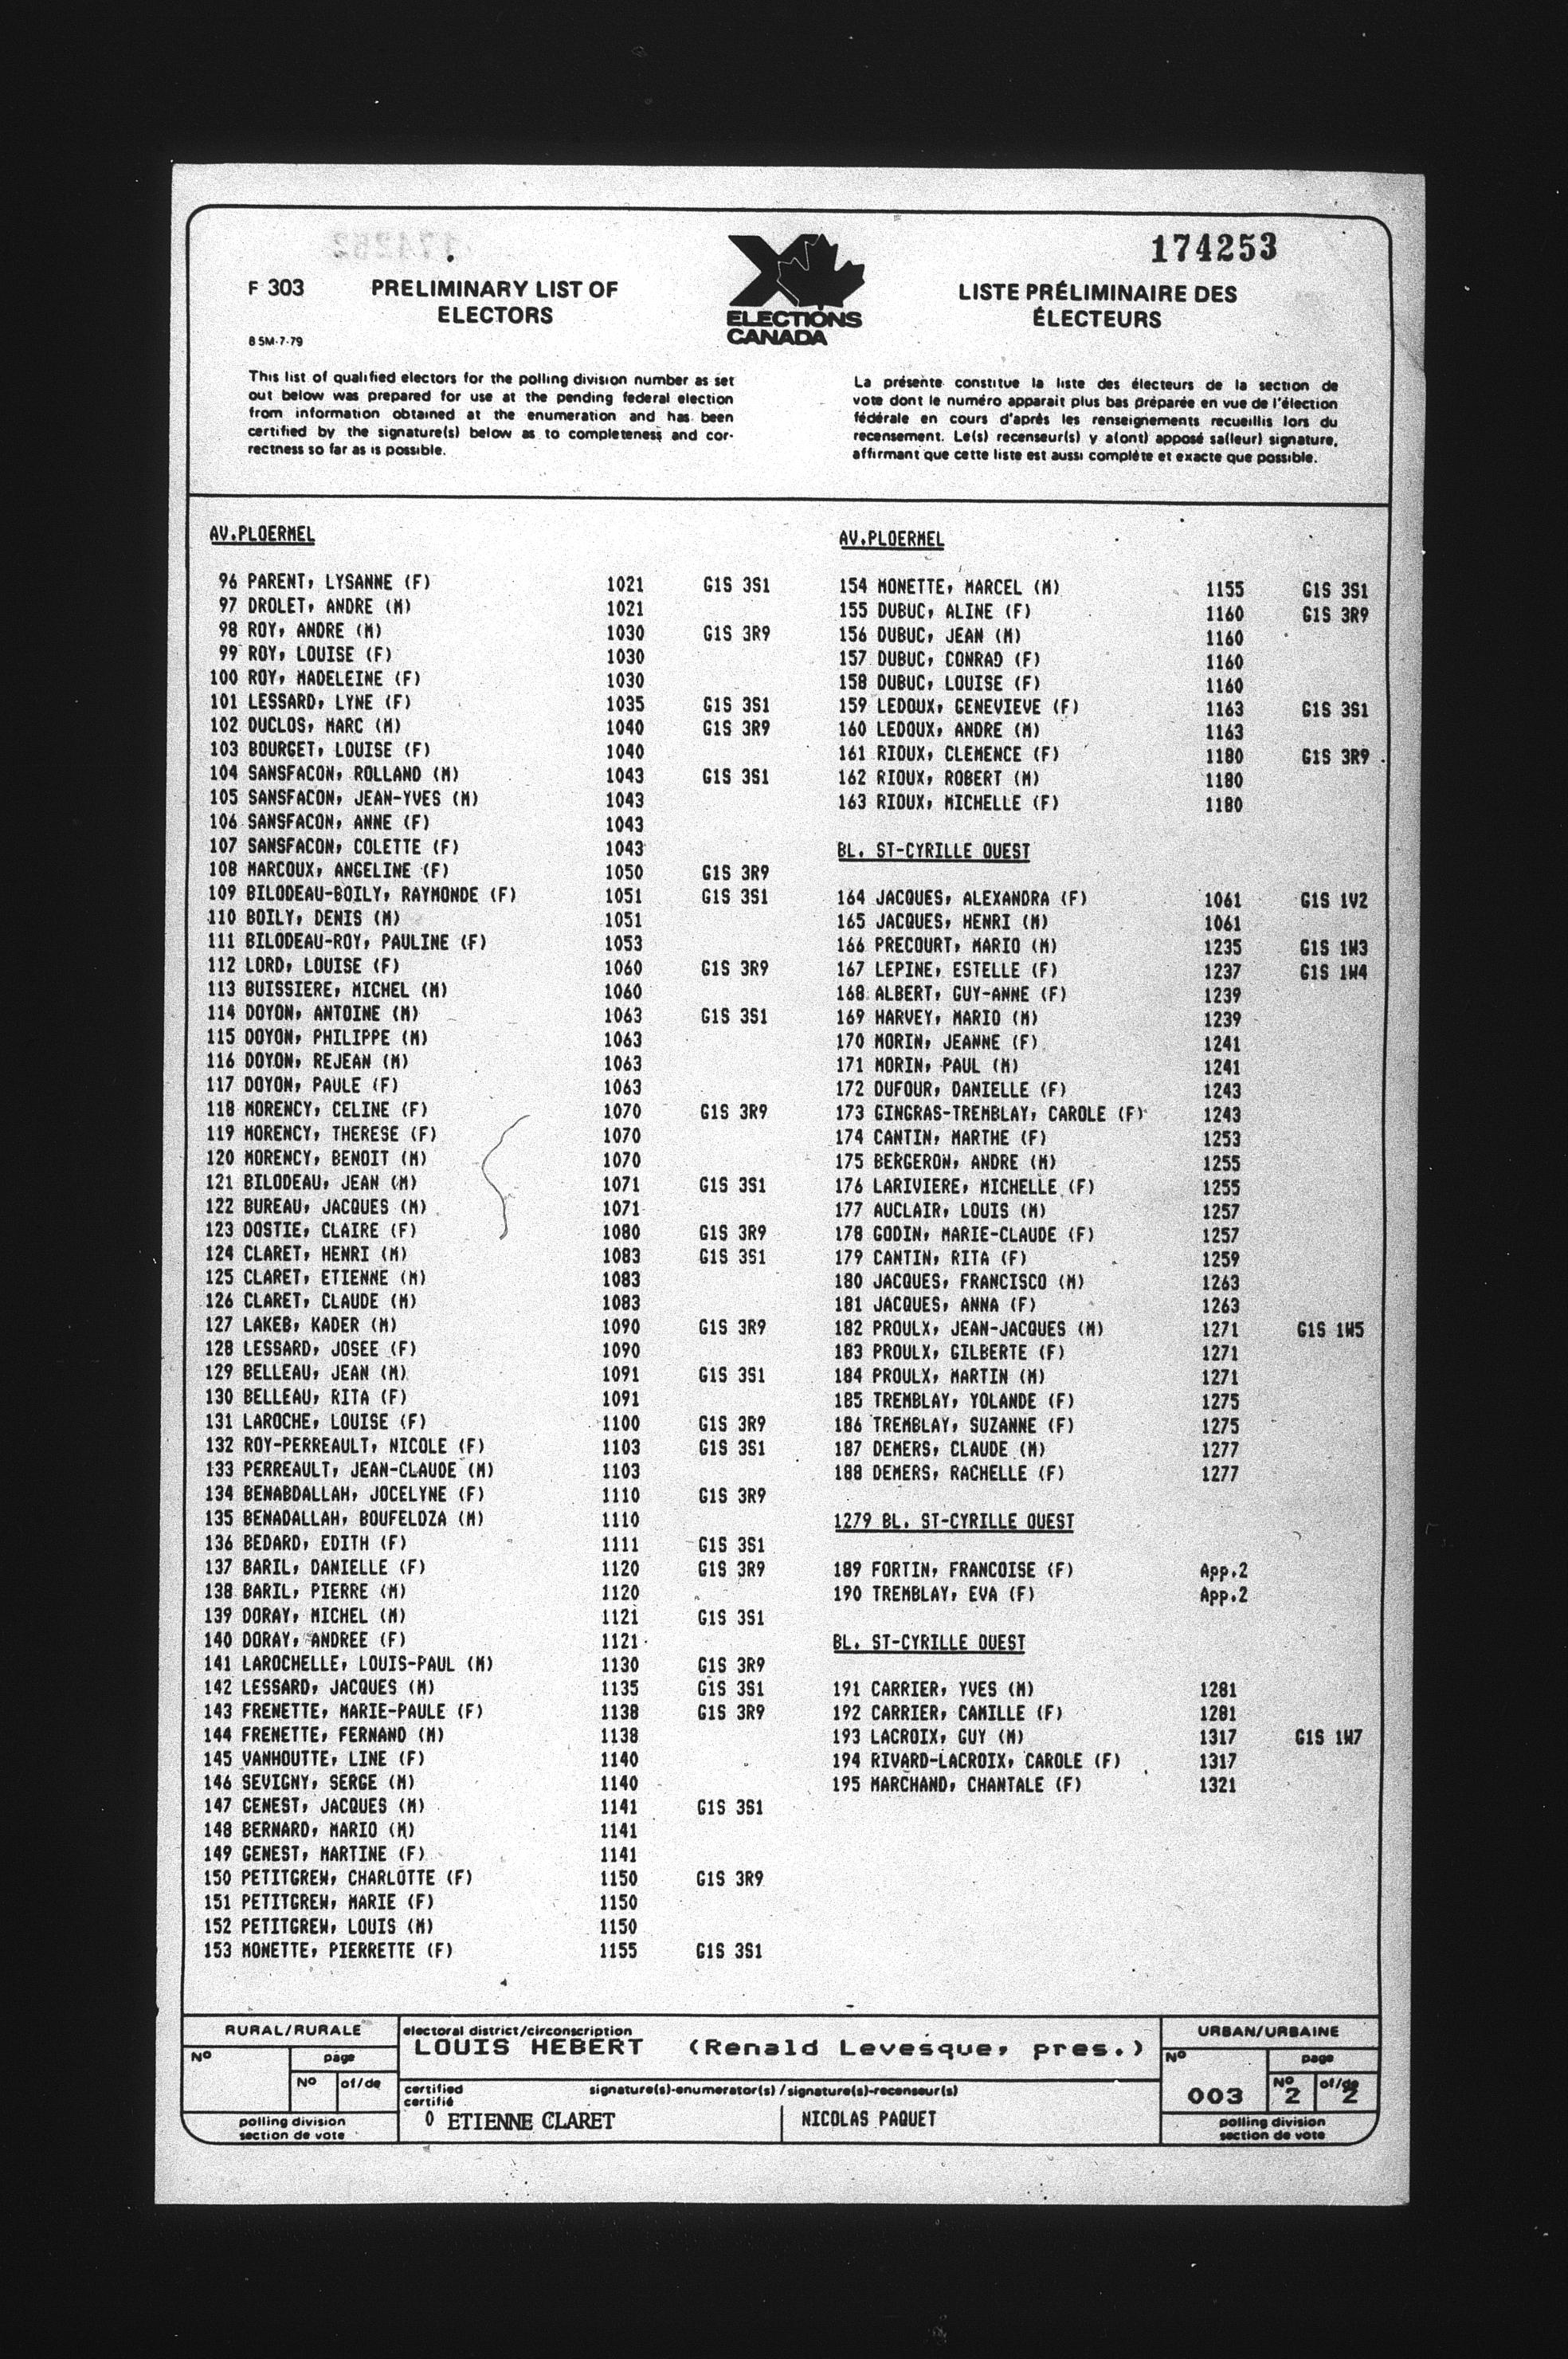 174253
F 303
PRELIMINARY LIST OF
ELECTORS
8 5M-7-79
ELECTIONS
CANADA
LISTE PRÉLIMINAIRE DES
ÉLECTEURS
This list of qualified electors for the polling division number as set
out below was prepared for use at the pending federal election
from information obtained at the enumeration and has been
certified by the signature(s) below as to completeness and cor-
rectness so far as is possible.
La présente constitue la liste des électeurs de la section de
vote dont le numéro apparait plus bas préparée en vue de l'élection
fédérale en cours d'après les renseignements recueillis lors du
recensement. Le(s) recenseur(s) y a(ont) apposé sa(leur) signature,
affirmant que cette liste est aussi complète et exacte que possible.
AV.PLOERMEL
96 PARENT, LYSANNE (F) 1021 G1S 3S1
97 DROLET, ANDRE (M) 1021
98 ROY, ANDRE (M) 1030 G1S 3R9
99 ROY, LOUISE (F) 1030
100 ROY, MADELEINE (F) 1030
101 LESSARD, LYNE (F) 1035 G1S 3S1
102 DUCLOS, MARC (M) 1040 G1S 3R9
103 BOURGET, LOUISE (F) 1040
104 SANSFACON, ROLLAND (M) 1043 G1S 3S1
105 SANSFACON, JEAN-YVES (M) 1043
106 SANSFACON, ANNE (F) 1043
107 SANSFACON, COLETTE (F) 1043
108 MARCOUX, ANGELINE (F) 1050 G1S 3R9
109 BILODEAU-BOILY, RAYMONDE (F) 1051 G1S 3S1
110 BOILY, DENIS (M) 1051
111 BILODEAU-ROY, PAULINE (F) 1053
112 LORD, LOUISE (F) 1060 G1S 3R9
113 BUISSIERE, MICHEL (M) 1060
114 DOYON, ANTOINE (M) 1063 G1S 3S1
115 DOYON, PHILIPPE (M) 1063
116 DOYON, REJEAN (M) 1063
117 DOYON, PAULE (F) 1063
118 MORENCY, CELINE (F) 1070 G1S 3R9
119 MORENCY, THERESE (F) 1070
120 MORENCY, BENOIT (M) 1070
121 BILODEAU, JEAN (M) 1071 G1S 3S1
122 BUREAU, JACQUES (M) 1071
123 DOSTIE, CLAIRE (F) 1080 G1S 3R9
124 CLARET, HENRI (M) 1083 G1S 3S1
125 CLARET, ETIENNE (M) 1083
126 CLARET, CLAUDE (M) 1083
127 LAKEB, KADER (M) 1090 G1S 3R9
128 LESSARD, JOSEE (F) 1090
129 BELLEAU, JEAN (M) 1091 G1S 3S1
130 BELLEAU, RITA (F) 1091
131 LAROCHE, LOUISE (F) 1100 G1S 3R9
132 ROY-PERREAULT, NICOLE (F) 1103 G1S 3S1
133 PERREAULT, JEAN-CLAUDE (M) 1103
134 BENABDALLAH, JOCELYNE (F) 1110 G1S 3R9
135 BENADALLAH, BOUFELDZA (M) 1110
136 BEDARD, EDITH (F) 1111 G1S 3S1
137 BARIL, DANIELLE (F) 1120 G1S 3R9
138 BARIL, PIERRE (M) 1120
139 DORAY, MICHEL (M) 1121 G1S 3S1
140 DORAY, ANDREE (F) 1121
141 LAROCHELLE, LOUIS-PAUL (M) 1130 G1S 3R9
142 LESSARD, JACQUES (M) 1135 G1S 3S1
143 FRENETTE, MARIE-PAULE (F) 1138 G1S 3R9
144 FRENETTE, FERNAND (M) 1138
145 VANHOUTTE, LINE (F) 1140
146 SEVIGNY, SERGE (M) 1140
147 GENEST, JACQUES (M) 1141 G1S 3S1
148 BERNARD, MARIO (M) 1141
149 GENEST, MARTINE (F) 1141
150 PETITGREW, CHARLOTTE (F) 1150 G1S 3R9
151 PETITGREW, MARIE (F) 1150
152 PETITGREW, LOUIS (M) 1150
153 MONETTE, PIERRETTE (F) 1155 G1S 3S1
AV.PLOERMEL
154 MONETTE, MARCEL (M) 1155 G1S 3S1
155 DUBUC, ALINE (F) 1160 G1S 3R9
156 DUBUC, JEAN (M) 1160
157 DUBUC, CONRAD (F) 1160
158 DUBUC, LOUISE (F) 1160
159 LEDOUX, GENEVIEVE (F) 1163 G1S 3S1
160 LEDOUX, ANDRE (M) 1163
161 RIOUX, CLEMENCE (F) 1180 G1S 3R9
162 RIOUX, ROBERT (M) 1180
163 RIOUX, MICHELLE (F) 1180
BL. ST-CYRILLE OUEST
164 JACQUES, ALEXANDRA (F) 1061 G1S 1V2
165 JACQUES, HENRI (M) 1061
166 PRECOURT, MARIO (M) 1235 G1S 1W3
167 LEPINE, ESTELLE (F) 1237 G1S 1W4
168 ALBERT, GUY-ANNE (F) 1239
169 HARVEY, MARIO (M) 1239
170 MORIN, JEANNE (F) 1241
171 MORIN, PAUL (M) 1241
172 DUFOUR, DANIELLE (F) 1243
173 GINGRAS-TREMBLAY, CAROLE (F) 1243
174 CANTIN, MARTHE (F) 1253
175 BERGERON, ANDRE (M) 1255
176 LARIVIERE, MICHELLE (F) 1255
177 AUCLAIR, LOUIS (M) 1257
178 GODIN, MARIE-CLAUDE (F) 1257
179 CANTIN, RITA (F) 1259
180 JACQUES, FRANCISCO (M) 1263
181 JACQUES, ANNA (F) 1263
182 PROULX, JEAN-JACQUES (M) 1271 G1S 1W5
183 PROULX, GILBERTE (F) 1271
184 PROULX, MARTIN (M) 1271
185 TREMBLAY, YOLANDE (F) 1275
186 TREMBLAY, SUZANNE (F) 1275
187 DEMERS, CLAUDE (M) 1277
188 DEMERS, RACHELLE (F) 1277
1279 BL. ST-CYRILLE OUEST
189 FORTIN, FRANCOISE (F) App.2
190 TREMBLAY, EVA (F) App.2
BL. ST-CYRILLE OUEST
191 CARRIER, YVES (M) 1281
192 CARRIER, CAMILLE (F) 1281
193 LACROIX, GUY (M) 1317 G1S 1W7
194 RIVARD-LACROIX, CAROLE (F) 1317
195 MARCHAND, CHANTALE (F) 1321
RURAL/RURALE
No
page
No of/de
polling division
section de vote
electoral district/circonscription
LOUIS HEBERT (Renald Levesque, pres.)
certified signature(s)-enumerator(s)/signature(s)-recenseur(s)
certifié
0 ETIENNE CLARET NICOLAS PAQUET
URBAN/URBAINE
No
003
page
No 2 of/de 2
polling division
section de vote